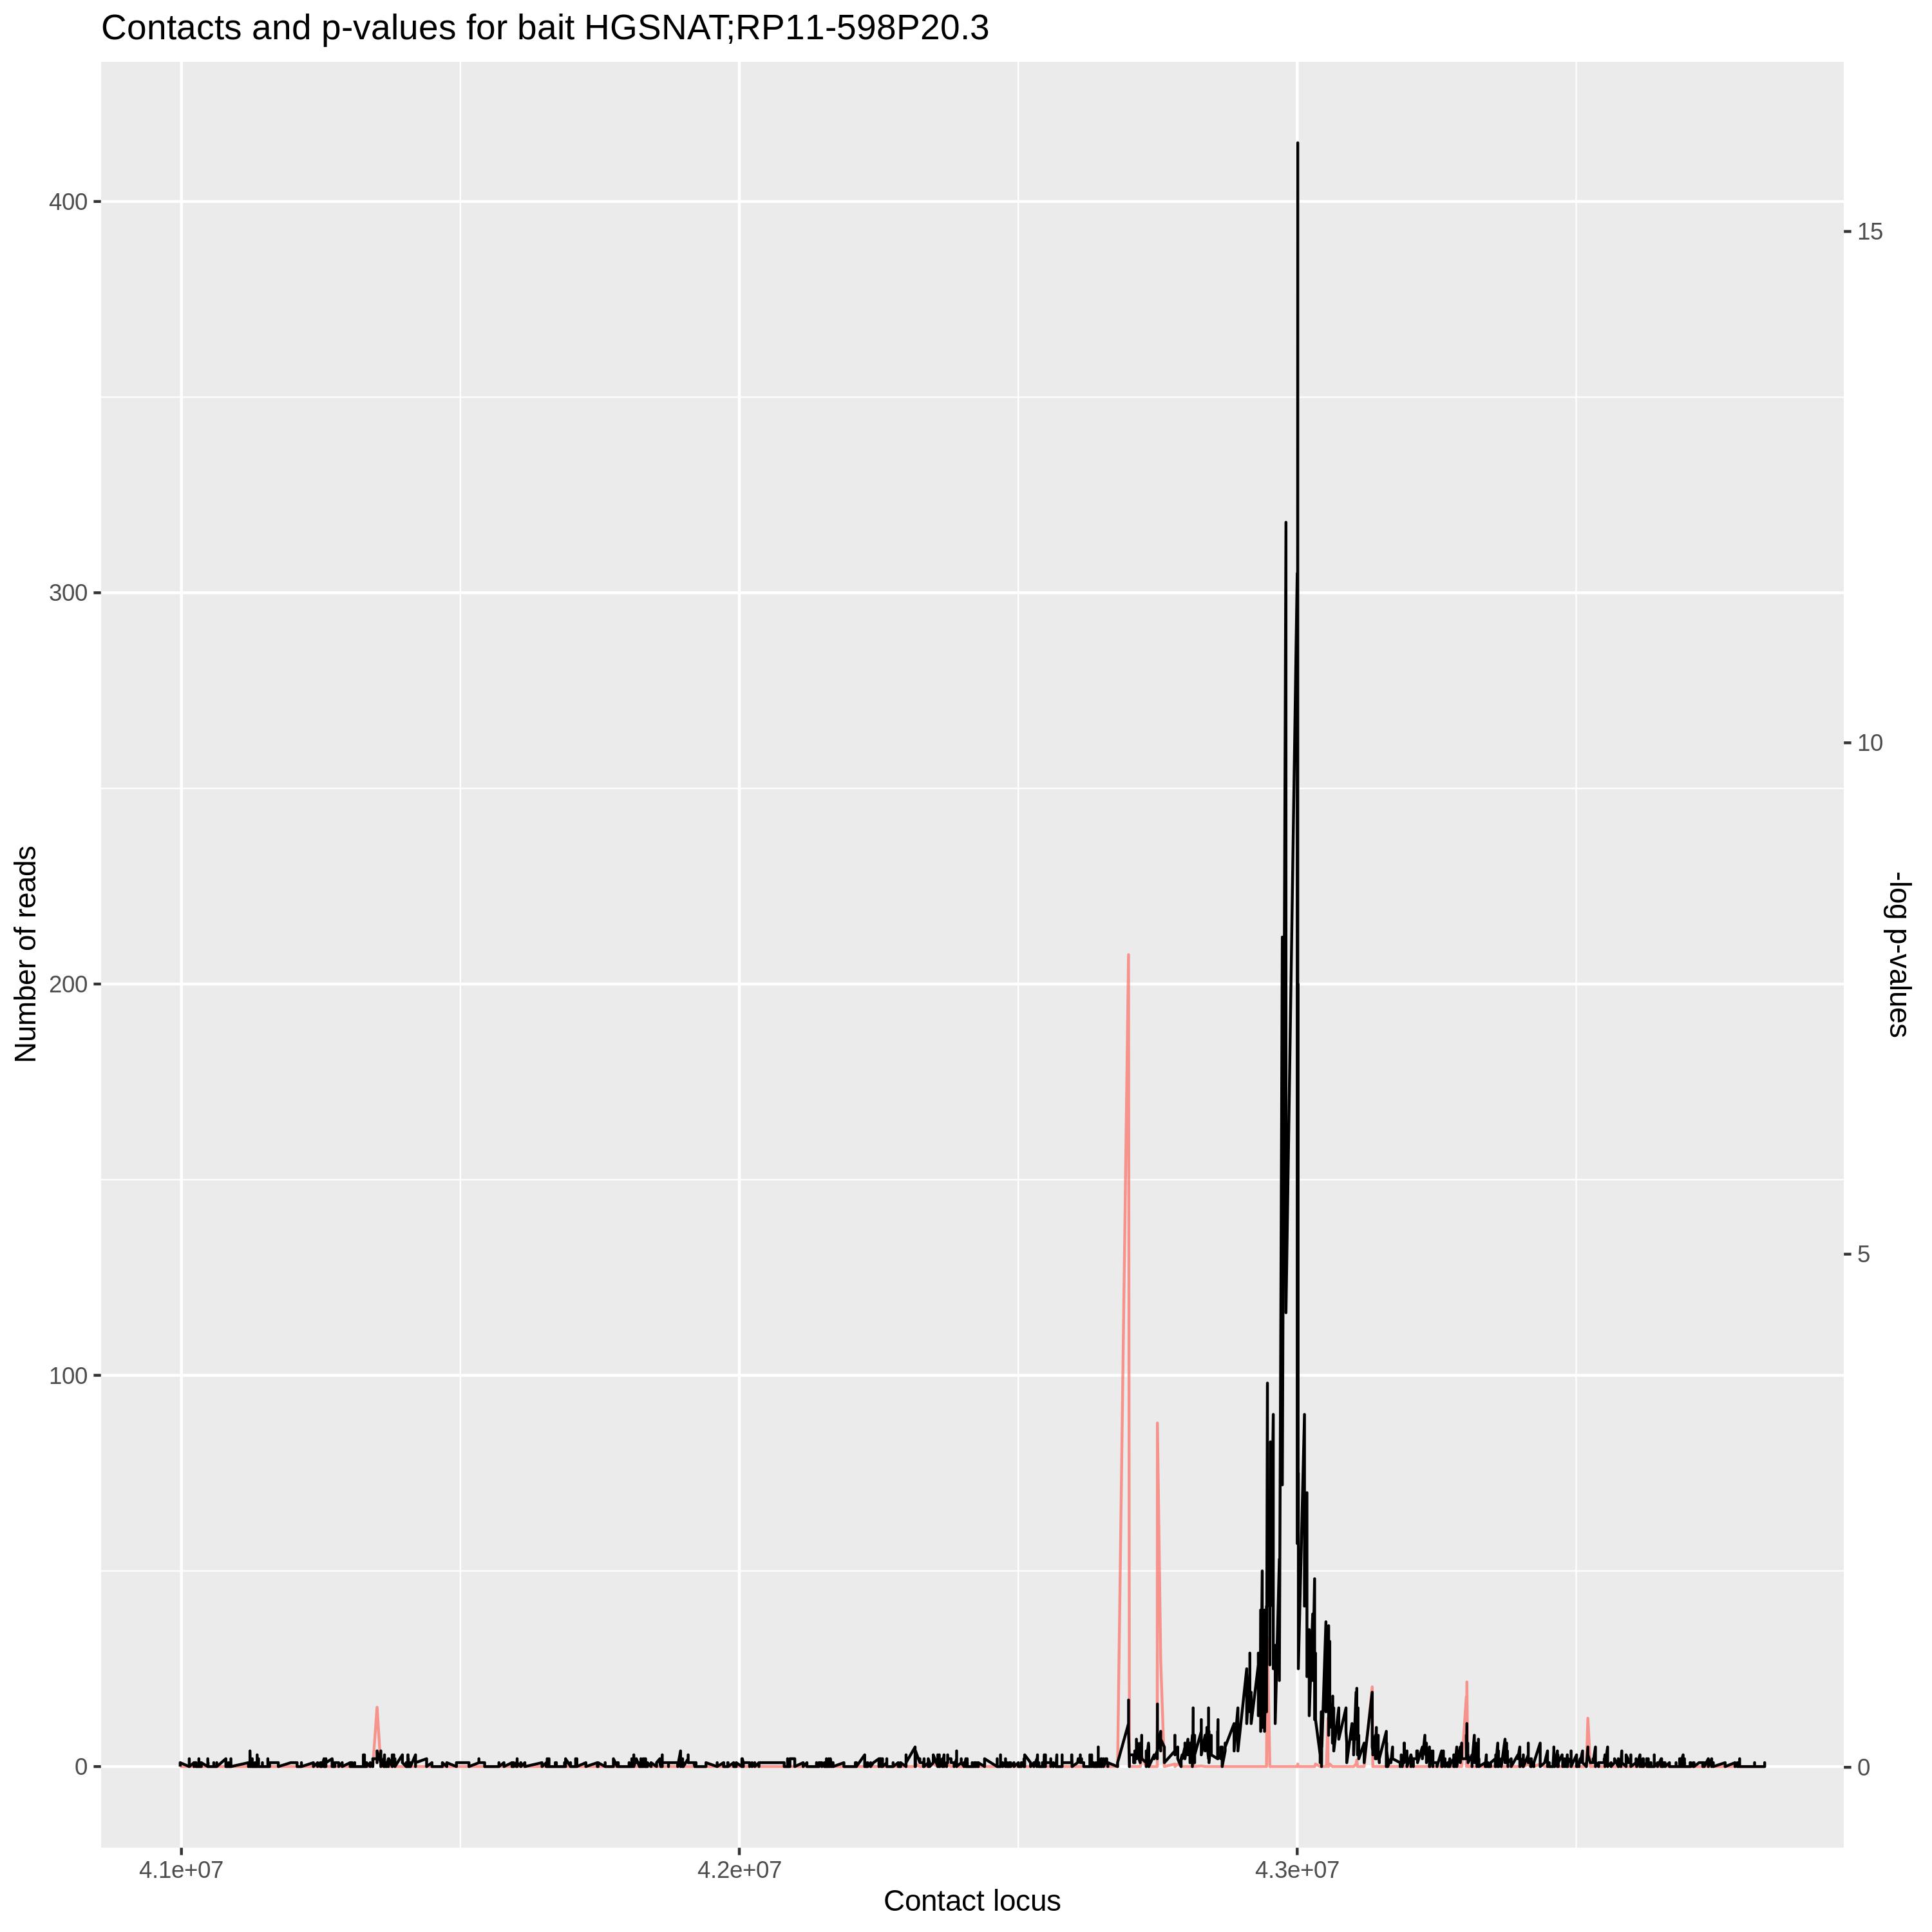 Contacts and p-values for bait HGSNAT;RP11-598P20.3
Number of reads
400
300
200
100
0
15
10
5
0
-log p-values
4.1e+07 4.2e+07 4.3e+07
Contact locus